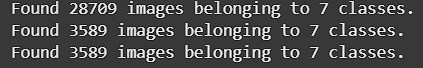 Found 28709 images belonging to 7 classes.
Found 3589 images belonging to 7 classes.
Found 3589 images belonging to 7 classes.